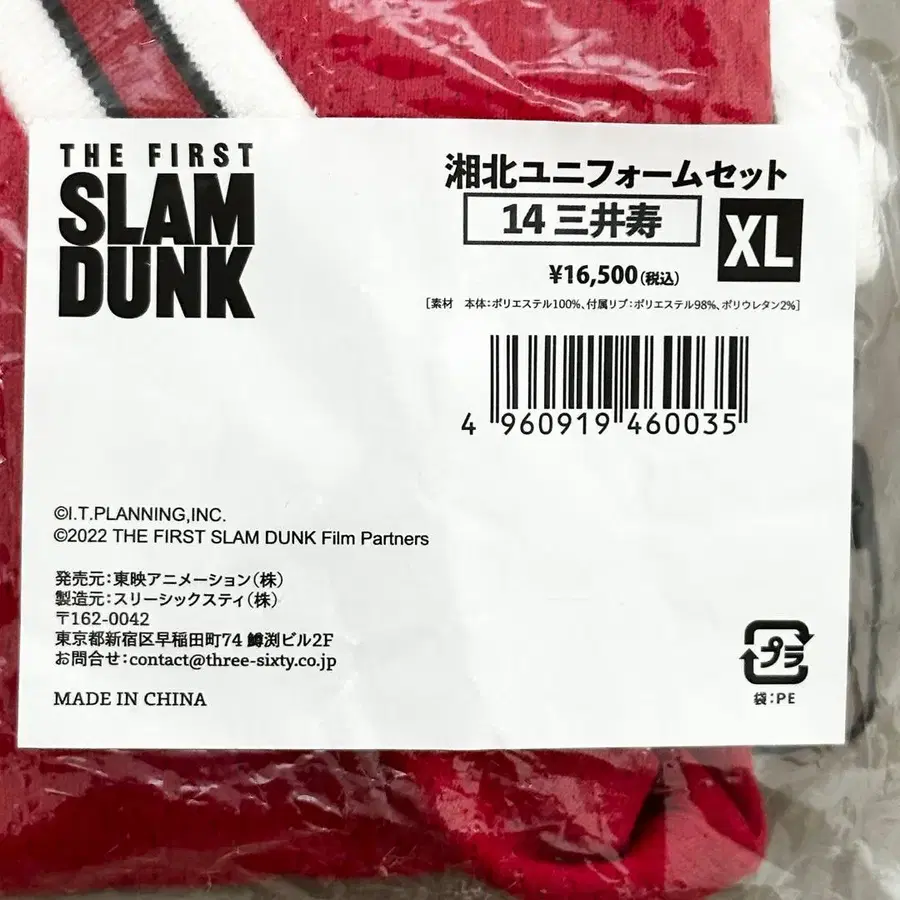 THE FIRST
SLAM
DUNK
湘北ユニフォームセット
14 三井寿
XL
¥16,500(税込)
[素材　本体:ポリエステル100%、付属リブ:ポリエステル98%、ポリウレタン2%]
4 960919 460035
©I.T.PLANNING,INC.
©2022 THE FIRST SLAM DUNK Film Partners
発売元:東映アニメーション(株)
製造元:スリーシックスティ(株)
〒162-0042
東京都新宿区早稲田町74 鱒渕ビル2F
お問合せ:contact@three-sixty.co.jp
MADE IN CHINA
プラ
袋:PE